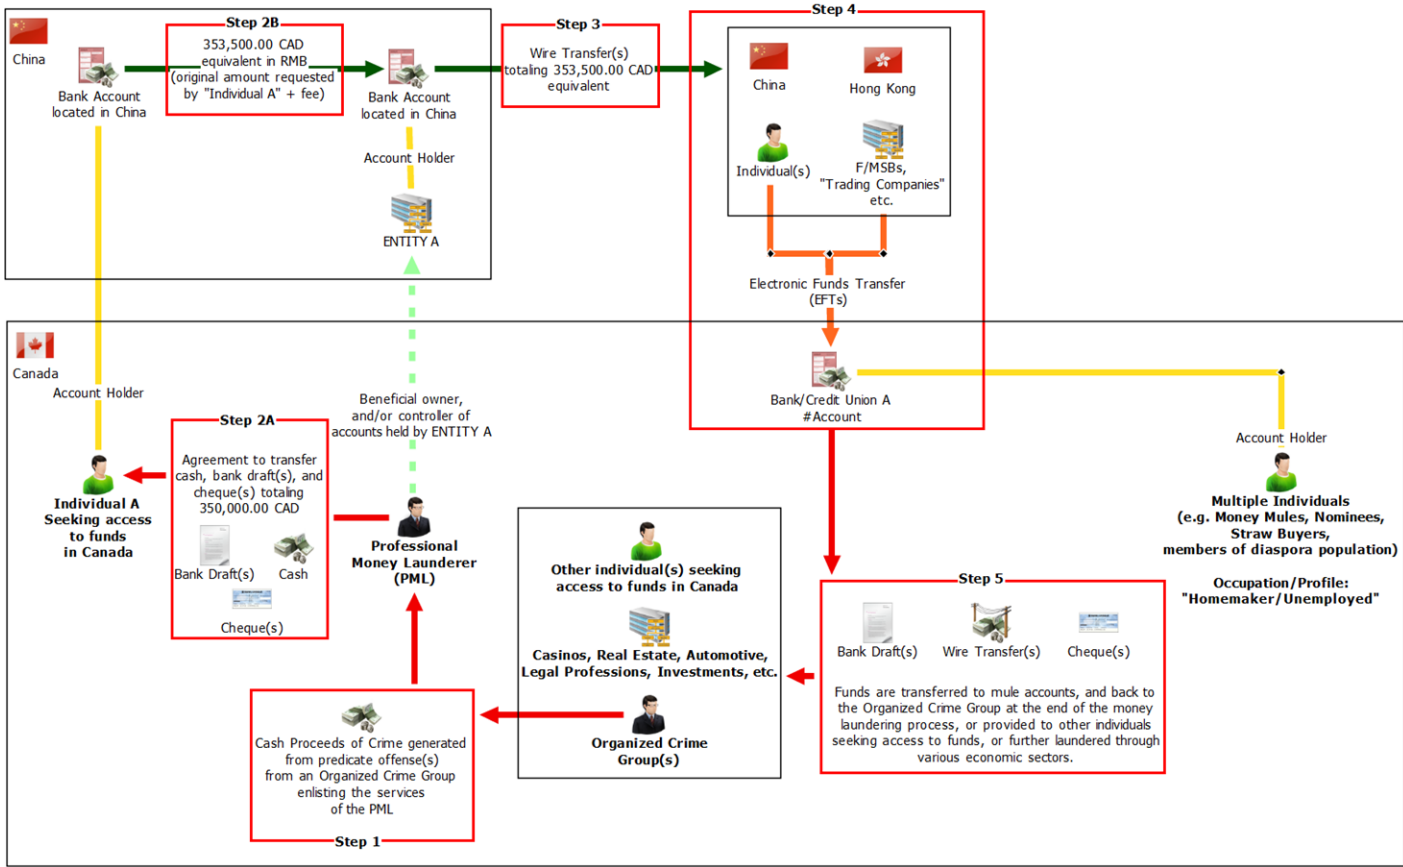 Step 2B
China
353,500.00 CAD
equivalent in RMB
(original amount requested
by "Individual A" + fee)
Bank Account
located in China
Bank Account
located in China
Account Holder
ENTITY A
Step 3
Wire Transfer(s)
totaling 353,500.00 CAD
equivalent
Step 4
China
Hong Kong
Individual(s)
F/MSBs,
"Trading Companies"
etc.
Electronic Funds Transfer
(EFTs)
Canada
Account Holder
Beneficial owner,
and/or controller of
accounts held by ENTITY A
Bank/Credit Union A
#Account
Account Holder
Multiple Individuals
(e.g. Money Mules, Nominees,
Straw Buyers,
members of diaspora population)
Occupation/Profile:
"Homemaker/Unemployed"
Step 2A
Agreement to transfer
cash, bank draft(s), and
cheque(s) totaling
350,000.00 CAD
Bank Draft(s)
Cash
Cheque(s)
Individual A
Seeking access
to funds
in Canada
Professional
Money Launderer
(PML)
Other individual(s) seeking
access to funds in Canada
Casinos, Real Estate, Automotive,
Legal Professions, Investments, etc.
Organized Crime
Group(s)
Step 5
Bank Draft(s)
Wire Transfer(s)
Cheque(s)
Funds are transferred to mule accounts, and back to
the Organized Crime Group at the end of the money
laundering process, or provided to other individuals
seeking access to funds, or further laundered through
various economic sectors.
Cash Proceeds of Crime generated
from predicate offense(s)
from an Organized Crime Group
enlisting the services
of the PML
Step 1